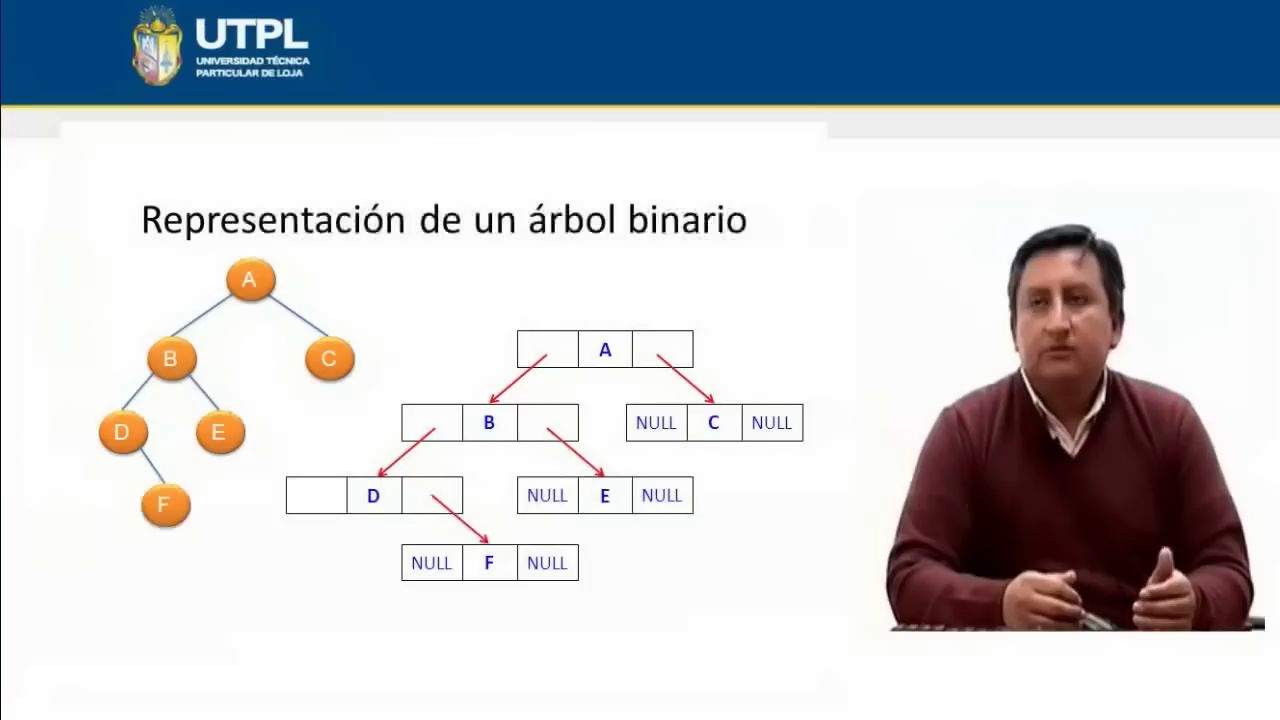 UTPL
UNIVERSIDAD TÉCNICA
PARTICULAR DE LOJA
Representación de un árbol binario
A
B C
D E
F
A
B NULL C NULL
D NULL E NULL
NULL F NULL